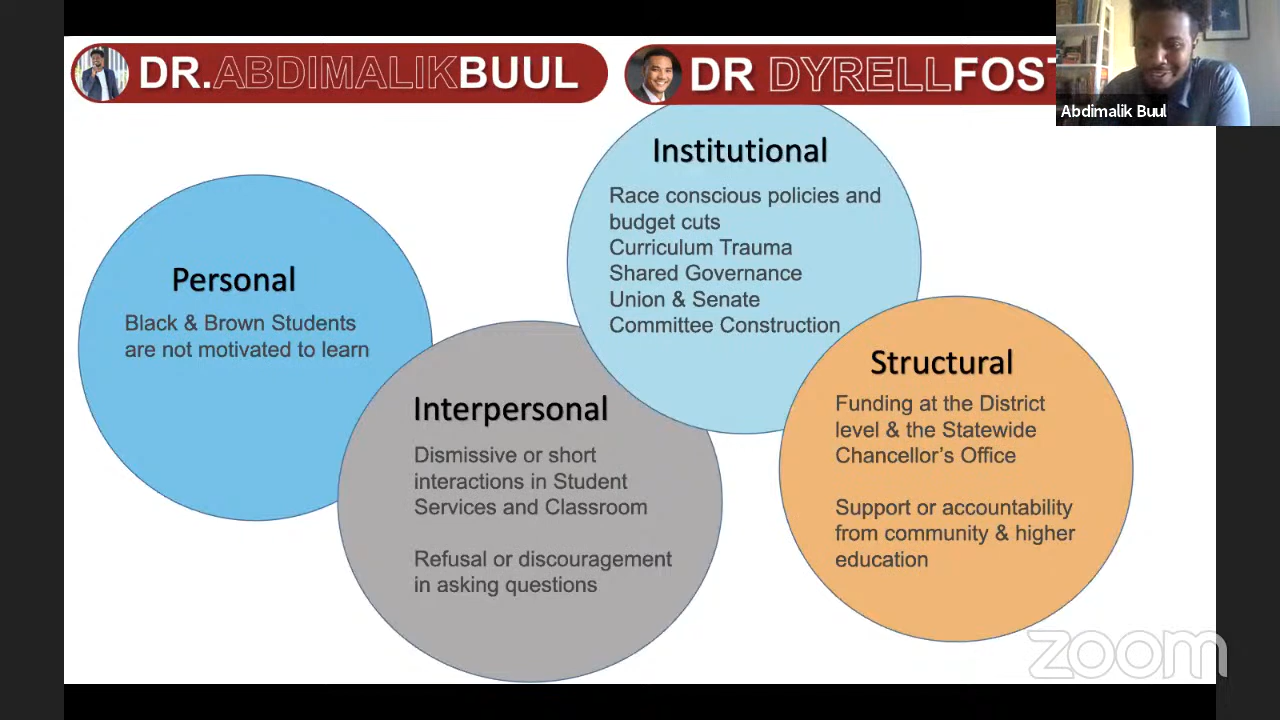 DR.ABDIMALIKBUUL
DR DYRELLFOST
Abdimalik Buul
Institutional
Race conscious policies and
budget cuts
Curriculum Trauma
Shared Governance
Union & Senate
Committee Construction
Personal
Black & Brown Students
are not motivated to learn
Interpersonal
Dismissive or short
interactions in Student
Services and Classroom
Refusal or discouragement
in asking questions
Structural
Funding at the District
level & the Statewide
Chancellor’s Office
Support or accountability
from community & higher
education
zoom